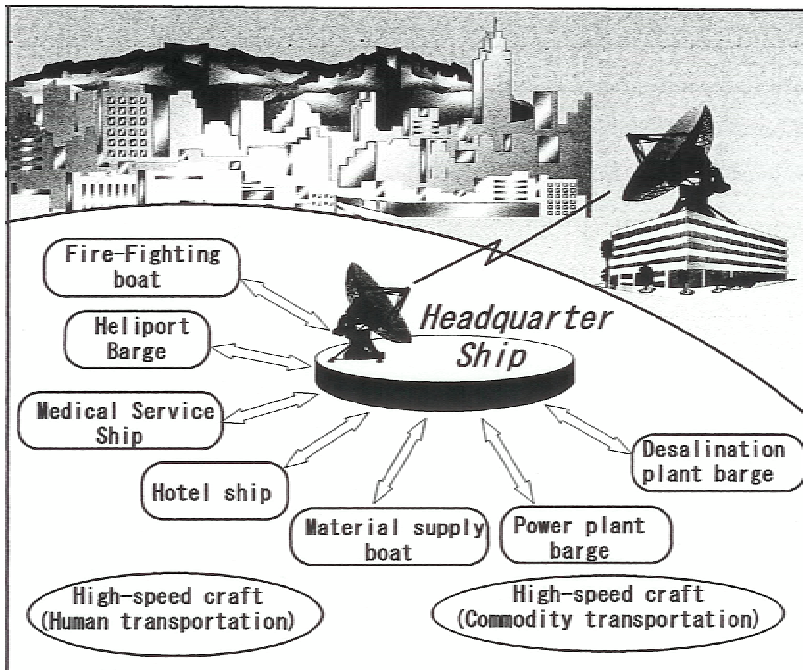 Fire-Fighting
boat
Heliport
Barge
Headquarter
Ship
Medical Service
Ship
Hotel ship
Material supply
boat
Power plant
barge
Desalination
plant barge
High-speed craft
(Human transportation)
High-speed craft
(Commodity transportation)